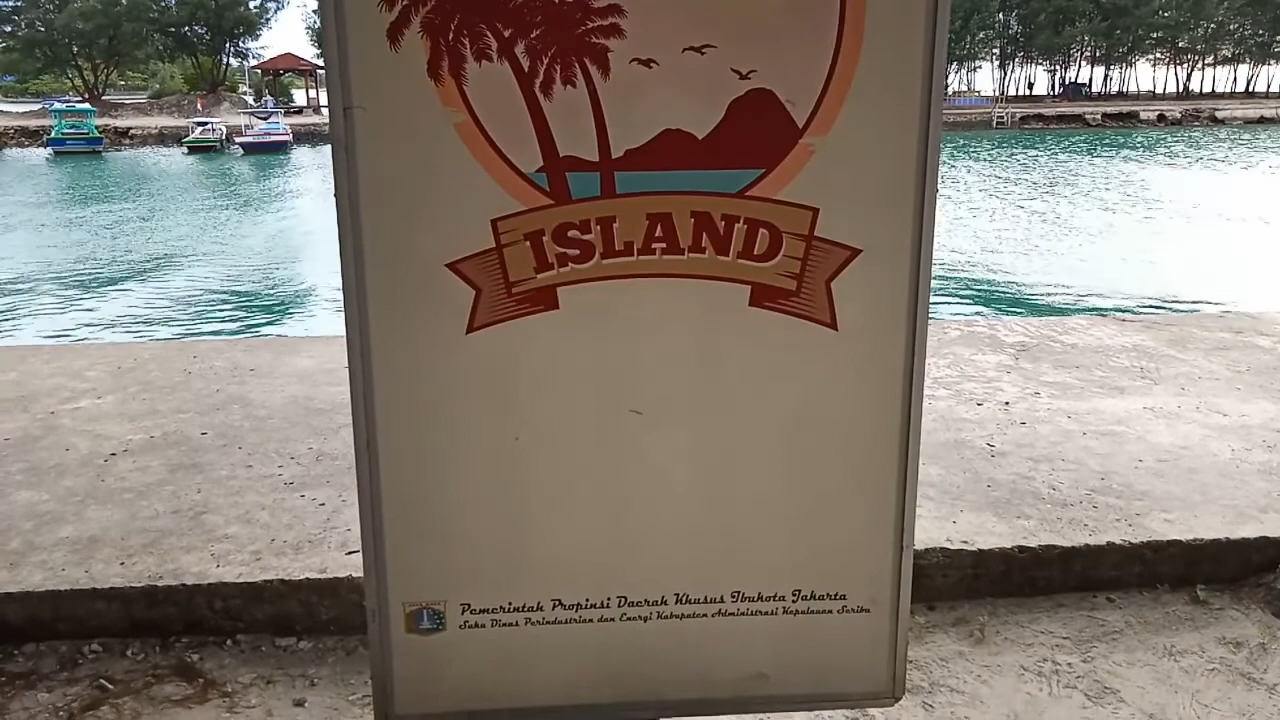 ISLAND
Pemerintah Propinsi Daerah Khusus Ibukota Jakarta
Suku Dinas Perindustrian dan Energi Kabupaten Administrasi Kepulauan Seribu